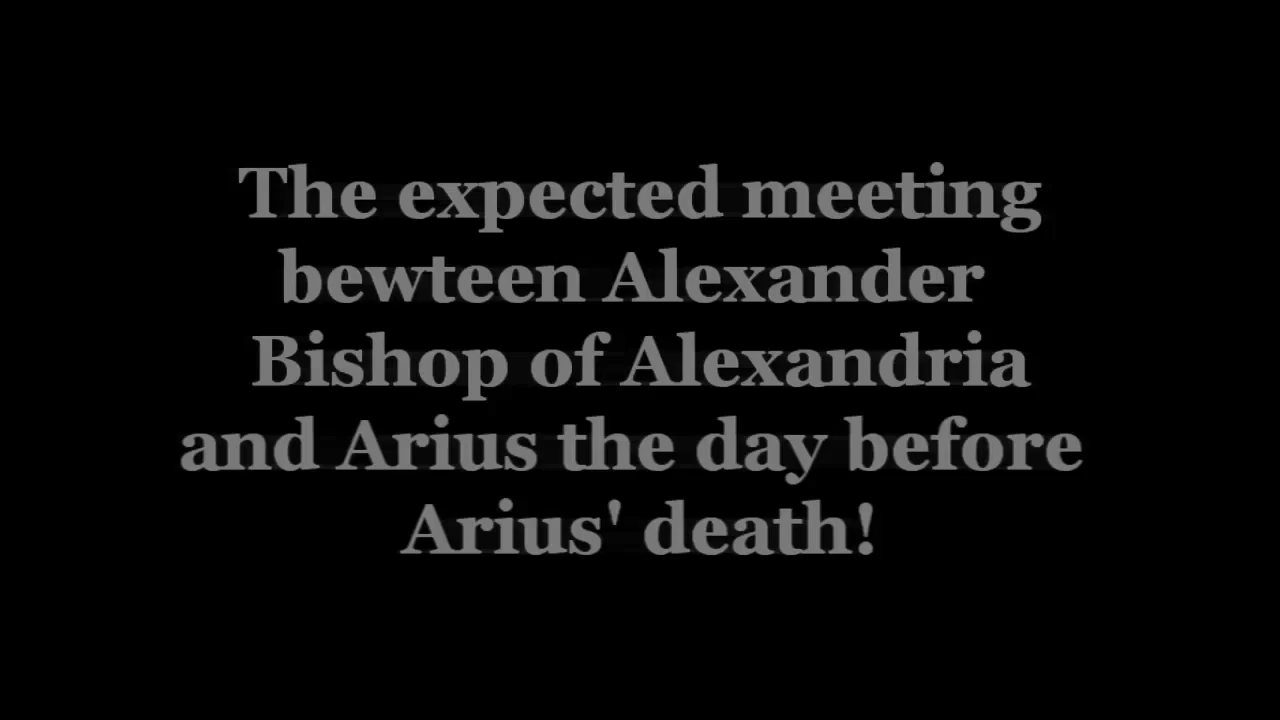 The expected meeting
bewteen Alexander
Bishop of Alexandria
and Arius the day before
Arius' death!